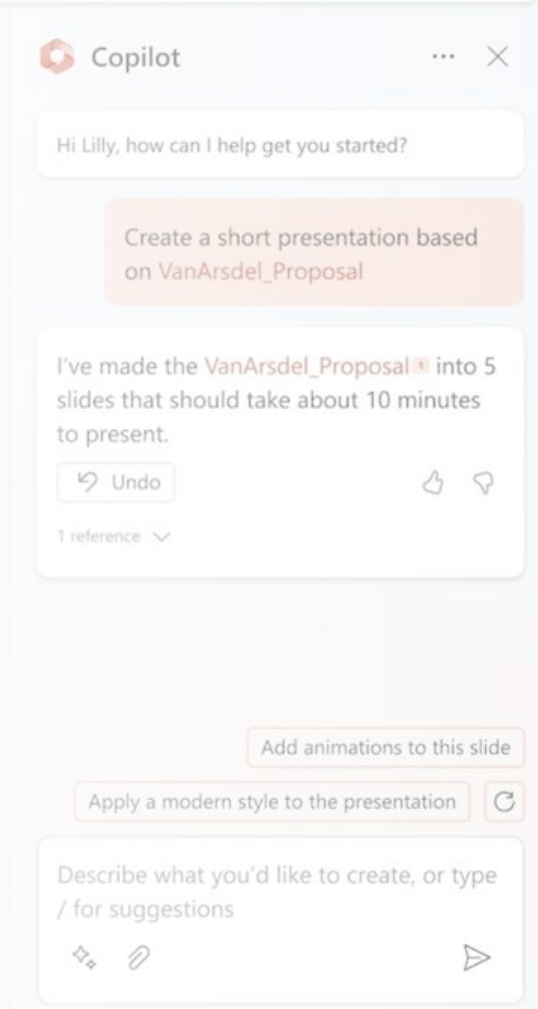 Copilot
Hi Lilly, how can I help get you started?
Create a short presentation based
on VanArsdel_Proposal
I've made the VanArsdel_Proposal 1 into 5
slides that should take about 10 minutes
to present.
Undo
1 reference
Add animations to this slide
Apply a modern style to the presentation
Describe what you'd like to create, or type
/ for suggestions